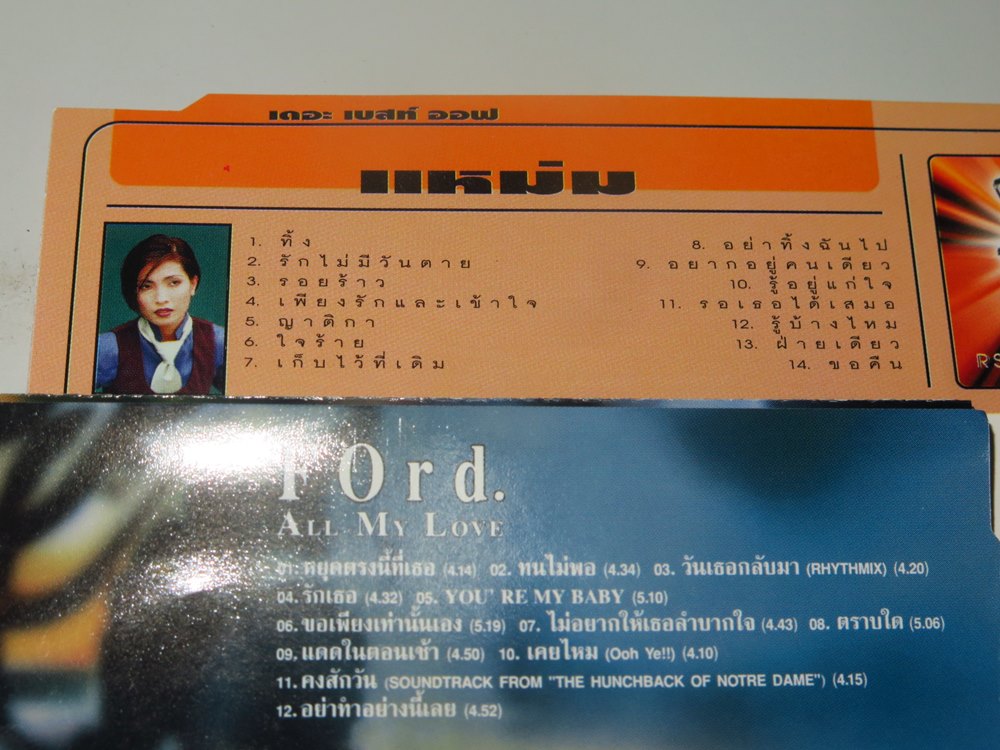 เดอะ เบสท์ ออฟ
แหม่ม
1. ทิ้ง
2. รักไม่มีวันตาย
3. รอยร้าว
4. เพียงรักและเข้าใจ
5. ญาติกา
6. ใจร้าย
7. เก็บไว้ที่เดิม
8. อย่าทิ้งฉันไป
9. อยากอยู่คนเดียว
10. รู้อยู่แก่ใจ
11. รอเธอได้เสมอ
12. รู้บ้างไหม
13. ฝ่ายเดียว
14. ขอคืน
RS
FOrd.
ALL MY LOVE
01. หยุดตรงนี้ที่เธอ (4.14) 02. ทนไม่พอ (4.34) 03. วันเธอกลับมา (RHYTHMIX) (4.20)
04. รักเธอ (4.32) 05. YOU' RE MY BABY (5.10)
06. ขอเพียงเท่านั้นเอง (5.19) 07. ไม่อยากให้เธอลำบากใจ (4.43) 08. ตราบใด (5.06)
09. แดดในตอนเช้า (4.50) 10. เคยไหม (Ooh Ye!!) (4.10)
11. คงสักวัน (SOUNDTRACK FROM "THE HUNCHBACK OF NOTRE DAME") (4.15)
12. อย่าทำอย่างนี้เลย (4.52)